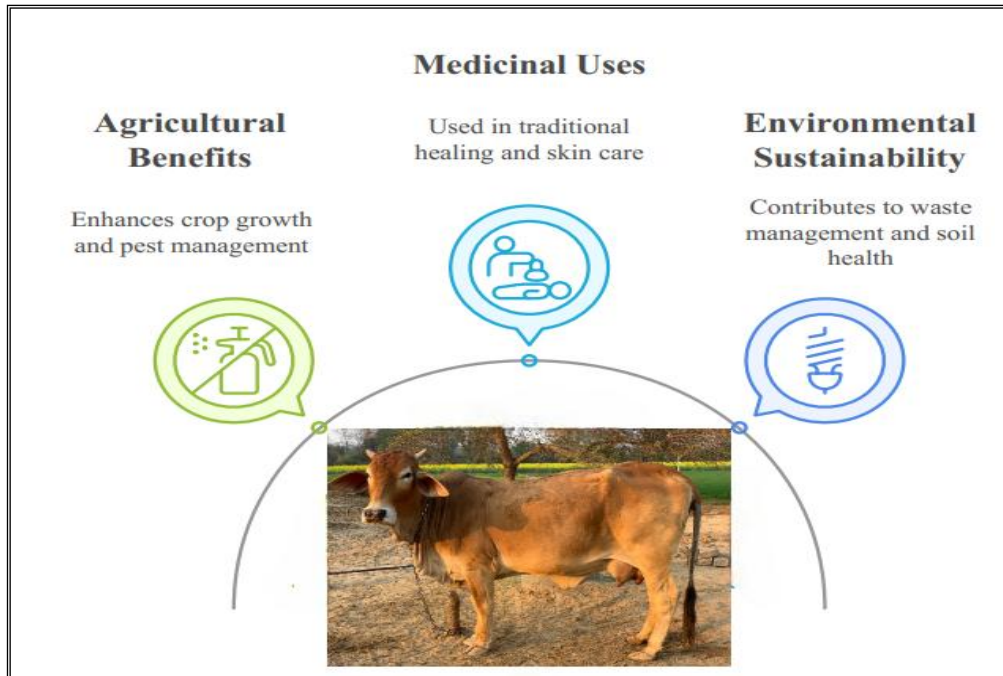 Medicinal Uses
Used in traditional
healing and skin care
Agricultural
Benefits
Enhances crop growth
and pest management
Environmental
Sustainability
Contributes to waste
management and soil
health